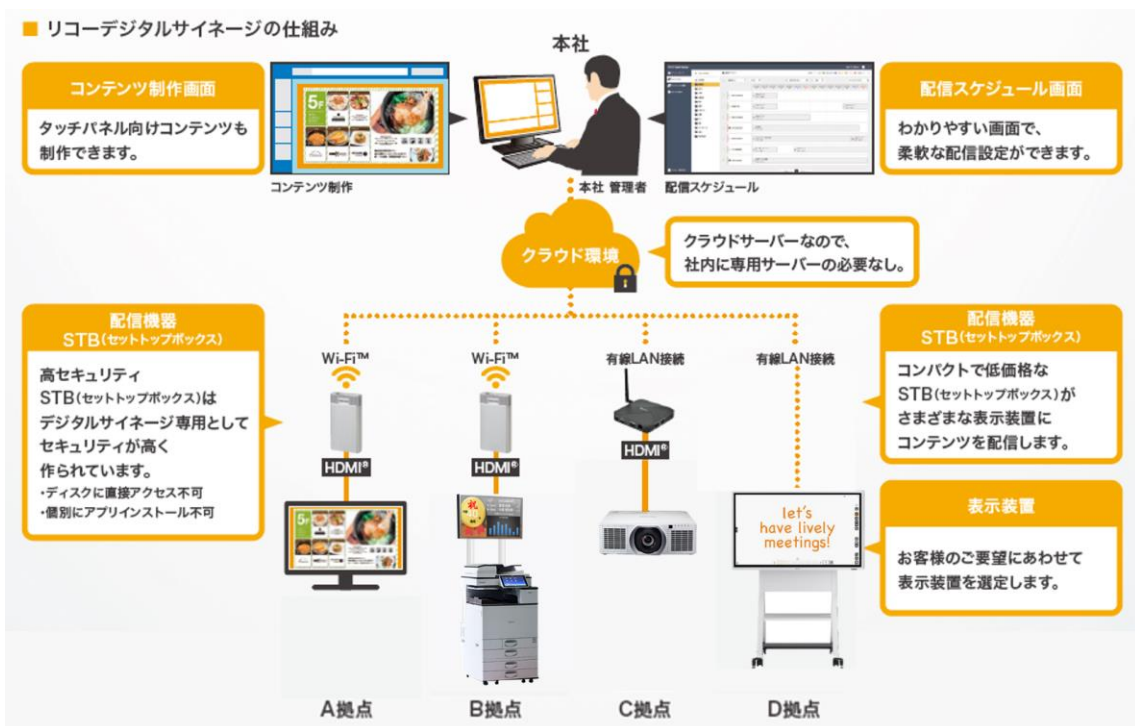 ■ リコーデジタルサイネージの仕組み
本社
コンテンツ制作画面
タッチパネル向けコンテンツも
制作できます。
5F
コンテンツ制作
本社 管理者
配信スケジュール
配信スケジュール画面
わかりやすい画面で、
柔軟な配信設定ができます。
クラウド環境
クラウドサーバーなので、
社内に専用サーバーの必要なし。
配信機器
STB(セットトップボックス)
高セキュリティ
STB(セットトップボックス)は
デジタルサイネージ専用として
セキュリティが高く
作られています。
・ディスクに直接アクセス不可
・個別にアプリインストール不可
Wi-Fi™
Wi-Fi™
有線LAN接続
有線LAN接続
HDMI®
HDMI®
HDMI®
5F
祝
let's
have lively
meetings!
配信機器
STB(セットトップボックス)
コンパクトで低価格な
STB(セットトップボックス)が
さまざまな表示装置に
コンテンツを配信します。
表示装置
お客様のご要望にあわせて
表示装置を選定します。
A拠点
B拠点
C拠点
D拠点